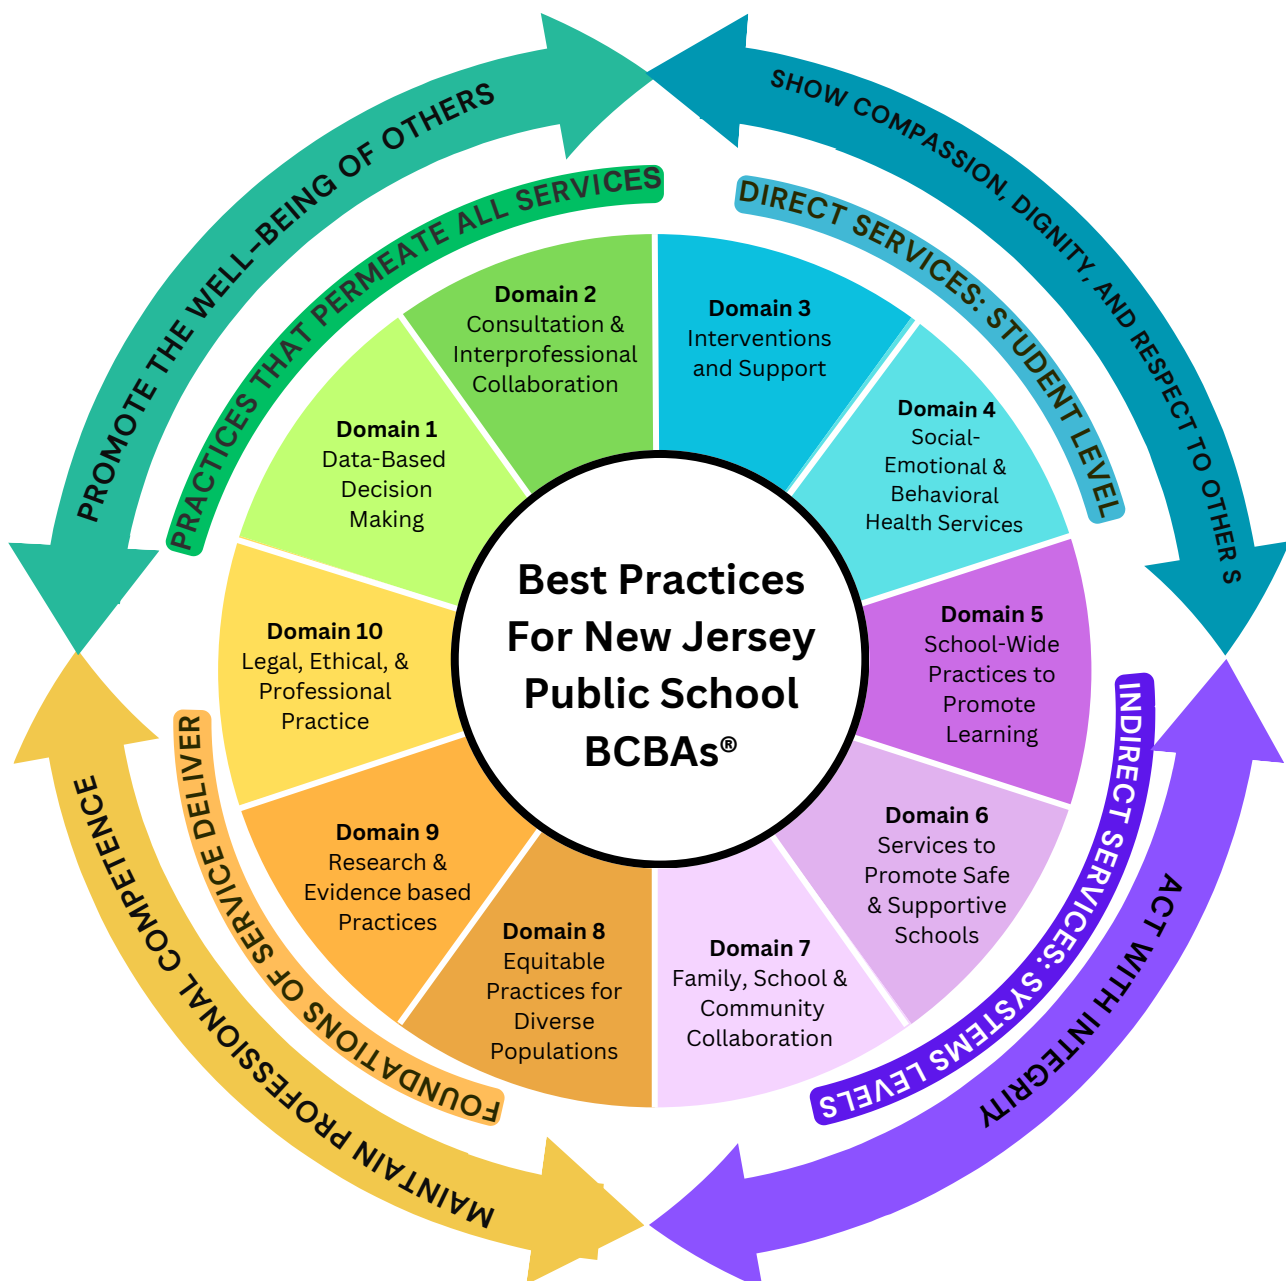 PROMOTE THE WELL-BEING OF OTHERS
SHOW COMPASSION, DIGNITY, AND RESPECT TO OTHER S
PRACTICES THAT PERMEATE ALL SERVICES
DIRECT SERVICES: STUDENT LEVEL
Domain 1
Data-Based
Decision
Making
Domain 2
Consultation &
Interprofessional
Collaboration
Domain 3
Interventions
and Support
Domain 4
Social-
Emotional &
Behavioral
Health Services
Domain 5
School-Wide
Practices to
Promote
Learning
Domain 6
Services to
Promote Safe
& Supportive
Schools
Domain 7
Family, School &
Community
Collaboration
Domain 8
Equitable
Practices for
Diverse
Populations
Domain 9
Research &
Evidence based
Practices
Domain 10
Legal, Ethical, &
Professional
Practice
Best Practices
For New Jersey
Public School
BCBAs®
INDIRECT SERVICES: SYSTEMS LEVELS
FOUNDATIONS OF SERVICE DELIVER
ACT WITH INTEGRITY
MAINTAIN PROFESSIONAL COMPETENCE